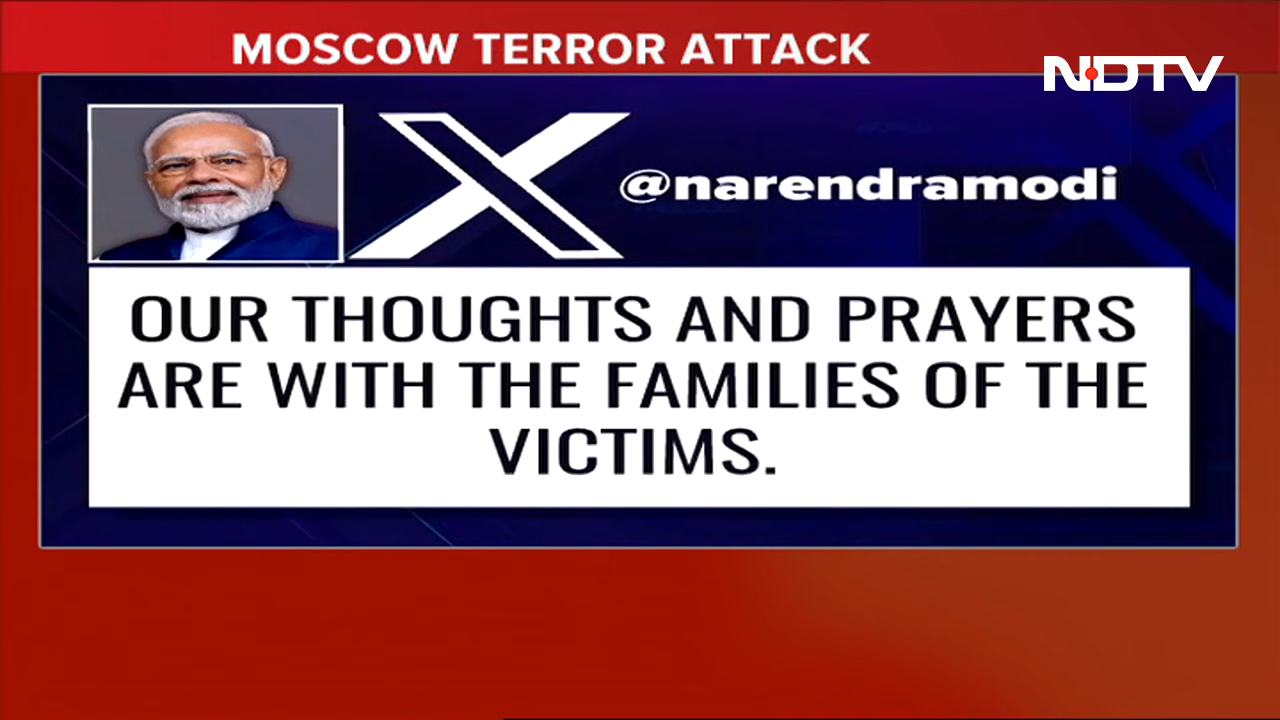 MOSCOW TERROR ATTACK
NDTV
X @narendramodi
OUR THOUGHTS AND PRAYERS
ARE WITH THE FAMILIES OF THE
VICTIMS.